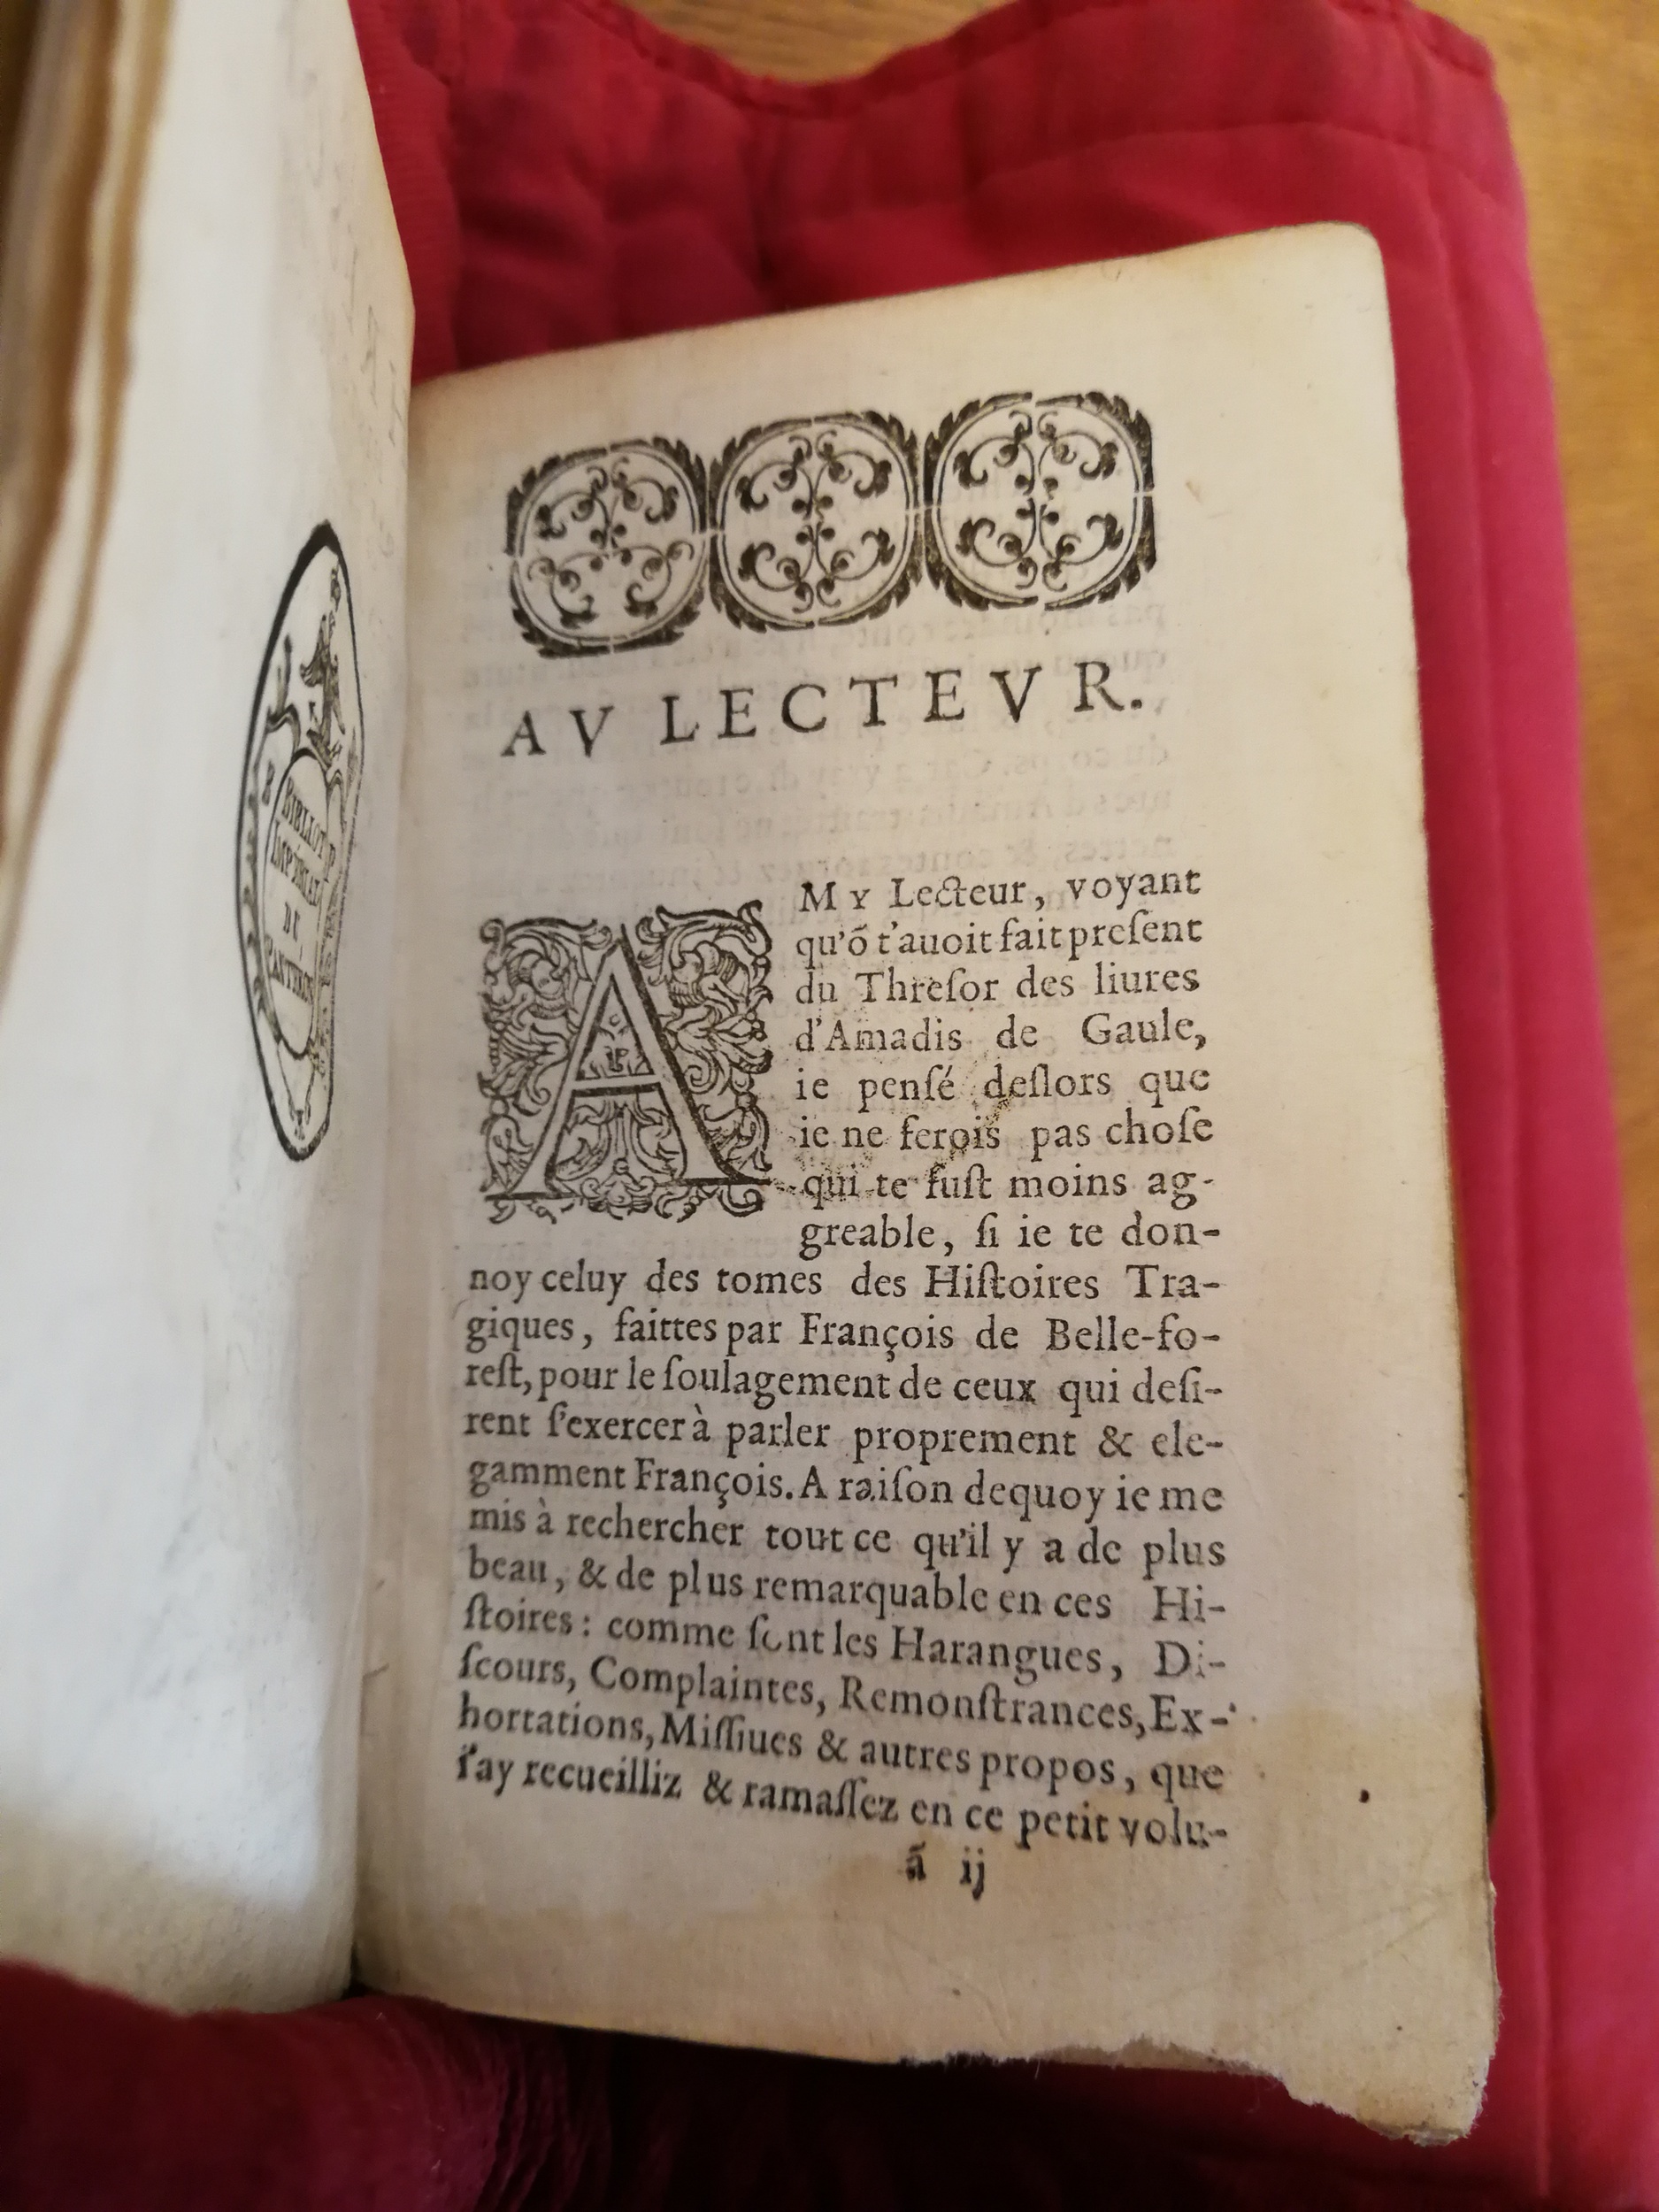 BIBLIOT
IMPERIAL
DE
AV LECTEVR.
AMY Lecteur, voyant
qu'õ t'auoit fait preſent
du Threſor des liures
d'Amadis de Gaule,
ie penſé deſlors que
ie ne ferois pas choſe
qui te fuſt moins ag-
greable, ſi ie te don-
noy celuy des tomes des Hiſtoires Tra-
giques, faittes par François de Belle-fo-
reſt, pour le ſoulagement de ceux qui deſi-
rent ſ'exercer à parler proprement & ele-
gamment François. A raiſon dequoy ie me
mis à rechercher tout ce qu'il y a de plus
beau, & de plus remarquable en ces Hi-
ſtoires: comme ſont les Harangues, Di-
ſcours, Complaintes, Remonſtrances, Ex-
hortations, Miſſiues & autres propos, que
i'ay recueilliz & ramaſſez en ce petit volu-
ã ij